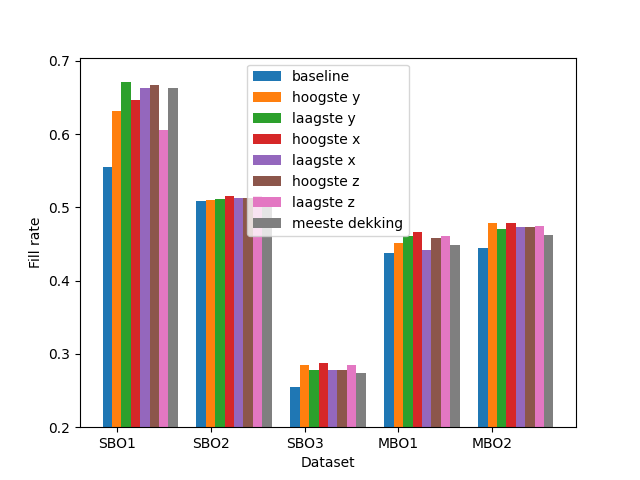 0.7
0.6
0.5
0.4
0.3
0.2
Fill rate
baseline
hoogste y
laagste y
hoogste x
laagste x
hoogste z
laagste z
meeste dekking
SBO1 SBO2 SBO3 MBO1 MBO2
Dataset